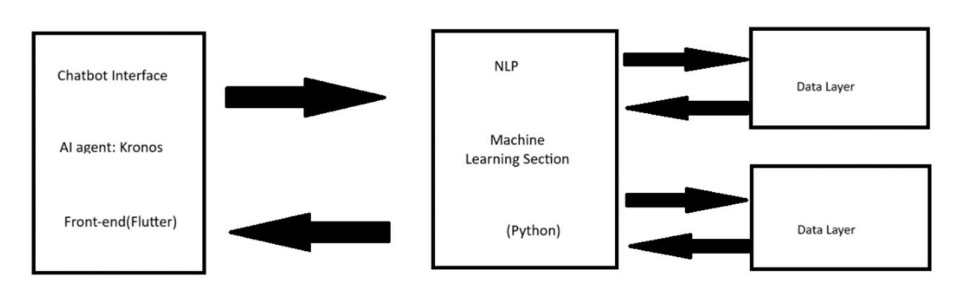 Chatbot Interface
AI agent: Kronos
Front-end(Flutter)
NLP
Machine
Learning Section
(Python)
Data Layer
Data Layer